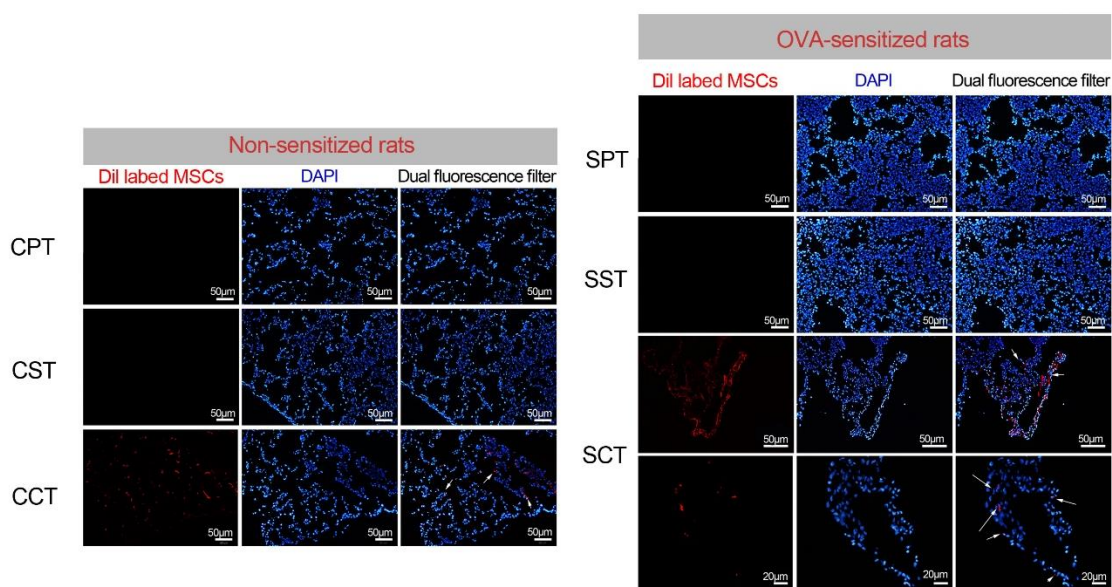 Non-sensitized rats
Dil labed MSCs DAPI Dual fluorescence filter
CPT 50μm 50μm 50μm
CST 50μm 50μm 50μm
CCT 50μm 50μm 50μm
OVA-sensitized rats
Dil labed MSCs DAPI Dual fluorescence filter
SPT 50μm 50μm 50μm
SST 50μm 50μm 50μm
50μm 50μm 50μm
SCT
20μm 20μm 20μm